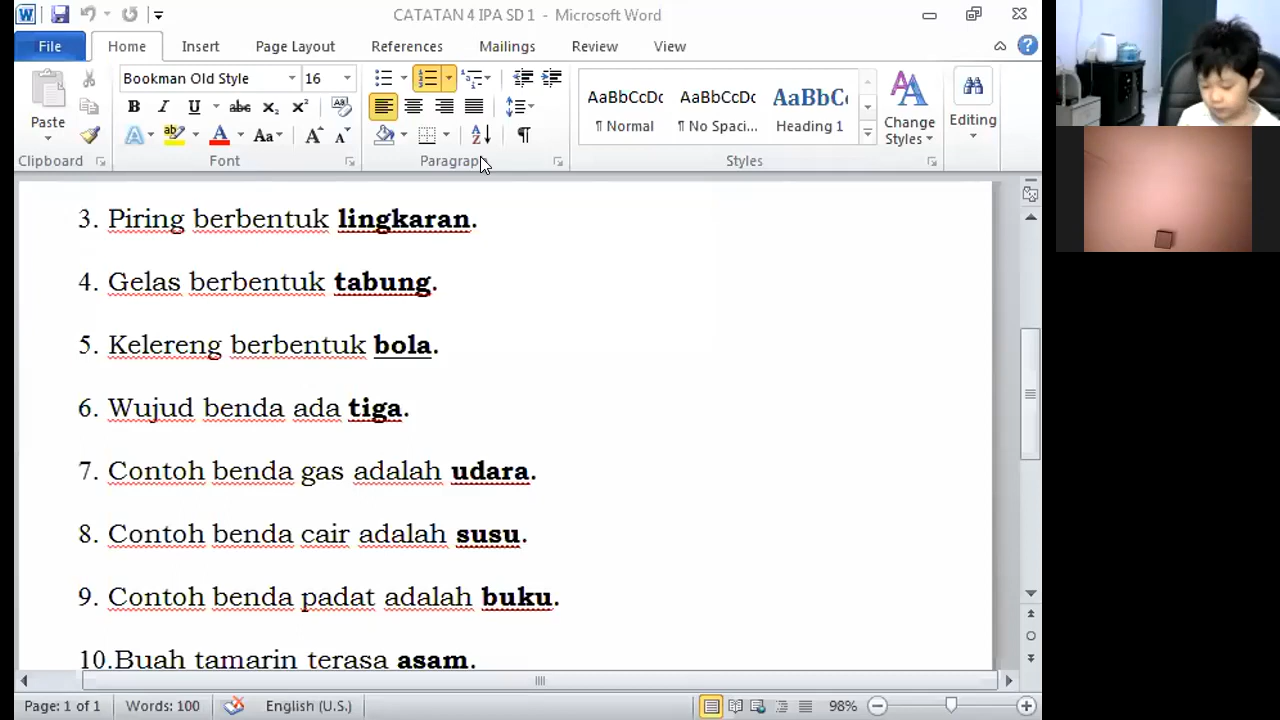 CATATAN 4 IPA SD 1 - Microsoft Word
File Home Insert Page Layout References Mailings Review View
Bookman Old Style 16
Paste
AaBbCcDc AaBbCcDc AaBbC
¶ Normal ¶ No Spaci... Heading 1
Change Styles
Editing
Clipboard Font Paragraph Styles
3. Piring berbentuk lingkaran.
4. Gelas berbentuk tabung.
5. Kelereng berbentuk bola.
6. Wujud benda ada tiga.
7. Contoh benda gas adalah udara.
8. Contoh benda cair adalah susu.
9. Contoh benda padat adalah buku.
10.Buah tamarin terasa asam.
Page: 1 of 1 Words: 100 English (U.S.) 98%